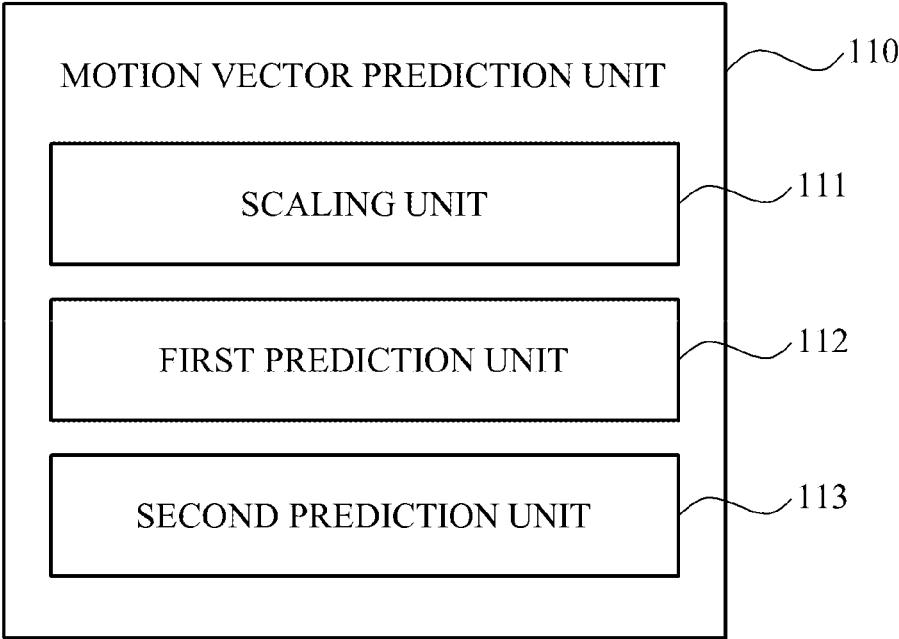 MOTION VECTOR PREDICTION UNIT
110
SCALING UNIT
111
FIRST PREDICTION UNIT
112
SECOND PREDICTION UNIT
113